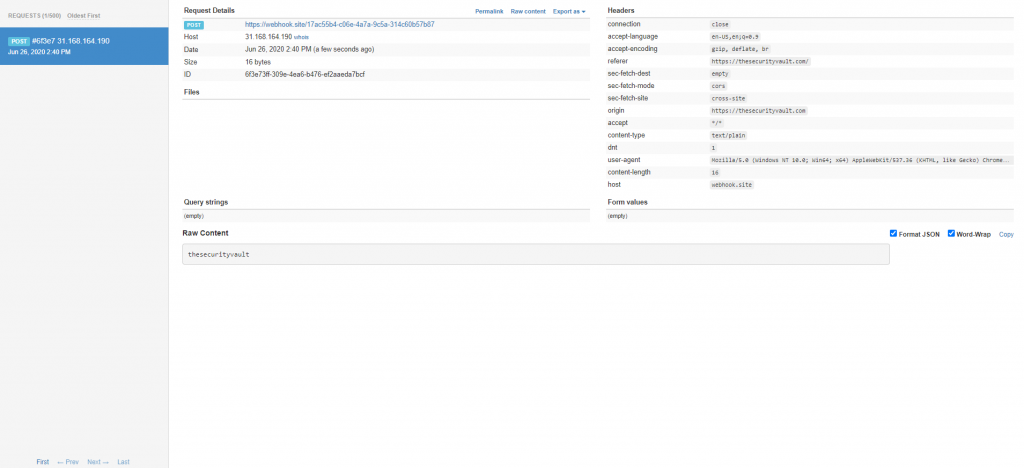 REQUESTS (1/500) Oldest First
POST #6f3e7 31.168.164.190
Jun 26, 2020 2:40 PM
First ← Prev Next → Last
Request Details Permalink Raw content Export as
POST https://webhook.site/17ac55b4-c06e-4a7a-9c5a-314c60b57b87
Host 31.168.164.190 whois
Date Jun 26, 2020 2:40 PM (a few seconds ago)
Size 16 bytes
ID 6f3e73ff-309e-4ea6-b476-ef2aaeda7bcf
Files
Headers
connection close
accept-language en-US,en;q=0.9
accept-encoding gzip, deflate, br
referer https://thesecurityvault.com/
sec-fetch-dest empty
sec-fetch-mode cors
sec-fetch-site cross-site
origin https://thesecurityvault.com
accept */*
content-type text/plain
dnt 1
user-agent Mozilla/5.0 (Windows NT 10.0; Win64; x64) AppleWebKit/537.36 (KHTML, like Gecko) Chrome...
content-length 16
host webhook.site
Query strings
(empty)
Form values
(empty)
Raw Content Format JSON Word-Wrap Copy
thesecurityvault